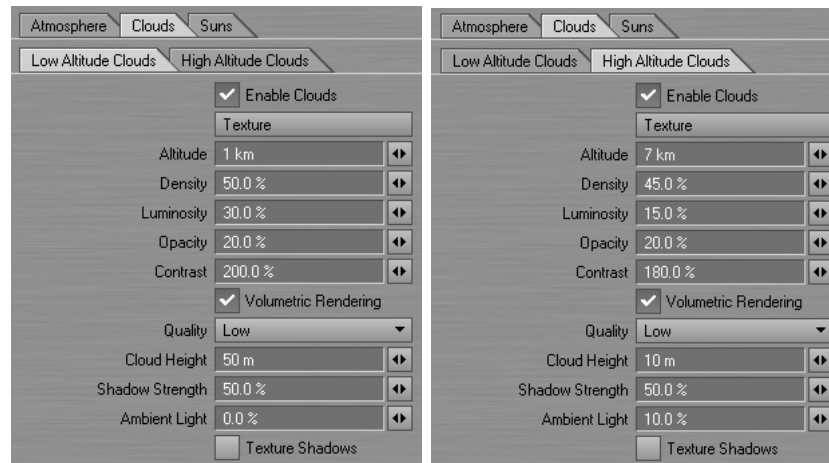 Atmosphere Clouds Suns
Low Altitude Clouds High Altitude Clouds
Enable Clouds
Texture
Altitude 1 km
Density 50.0 %
Luminosity 30.0 %
Opacity 20.0 %
Contrast 200.0 %
Volumetric Rendering
Quality Low
Cloud Height 50 m
Shadow Strength 50.0 %
Ambient Light 0.0 %
Texture Shadows
Atmosphere Clouds Suns
Low Altitude Clouds High Altitude Clouds
Enable Clouds
Texture
Altitude 7 km
Density 45.0 %
Luminosity 15.0 %
Opacity 20.0 %
Contrast 180.0 %
Volumetric Rendering
Quality Low
Cloud Height 10 m
Shadow Strength 50.0 %
Ambient Light 10.0 %
Texture Shadows